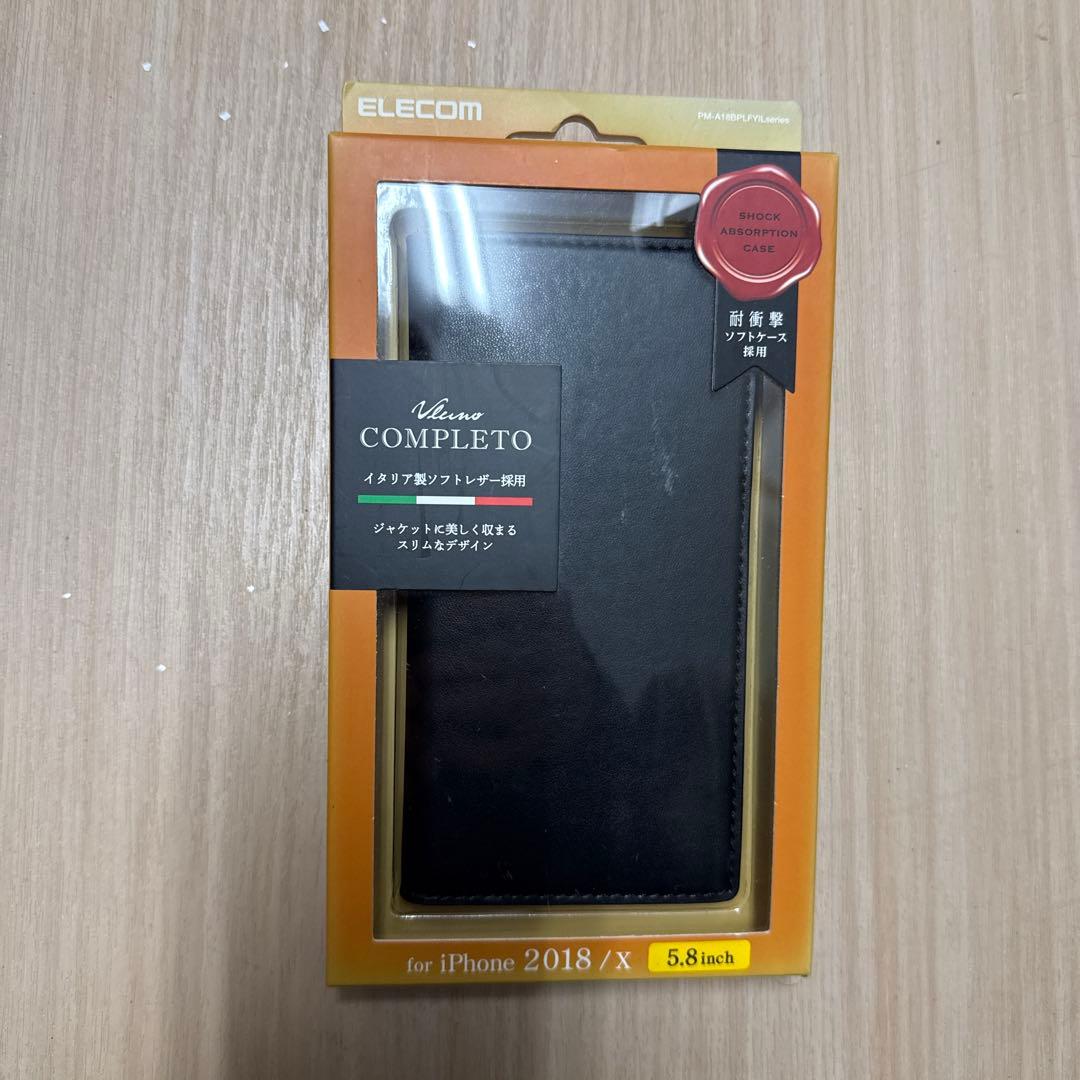 ELECOM
PM-A18BPLFYILseries
SHOCK
ABSORPTION
CASE
耐衝撃
ソフトケース
採用
Vluno
COMPLETO
イタリア製ソフトレザー採用
ジャケットに美しく収まる
スリムなデザイン
for iPhone 2018 / X 5.8inch